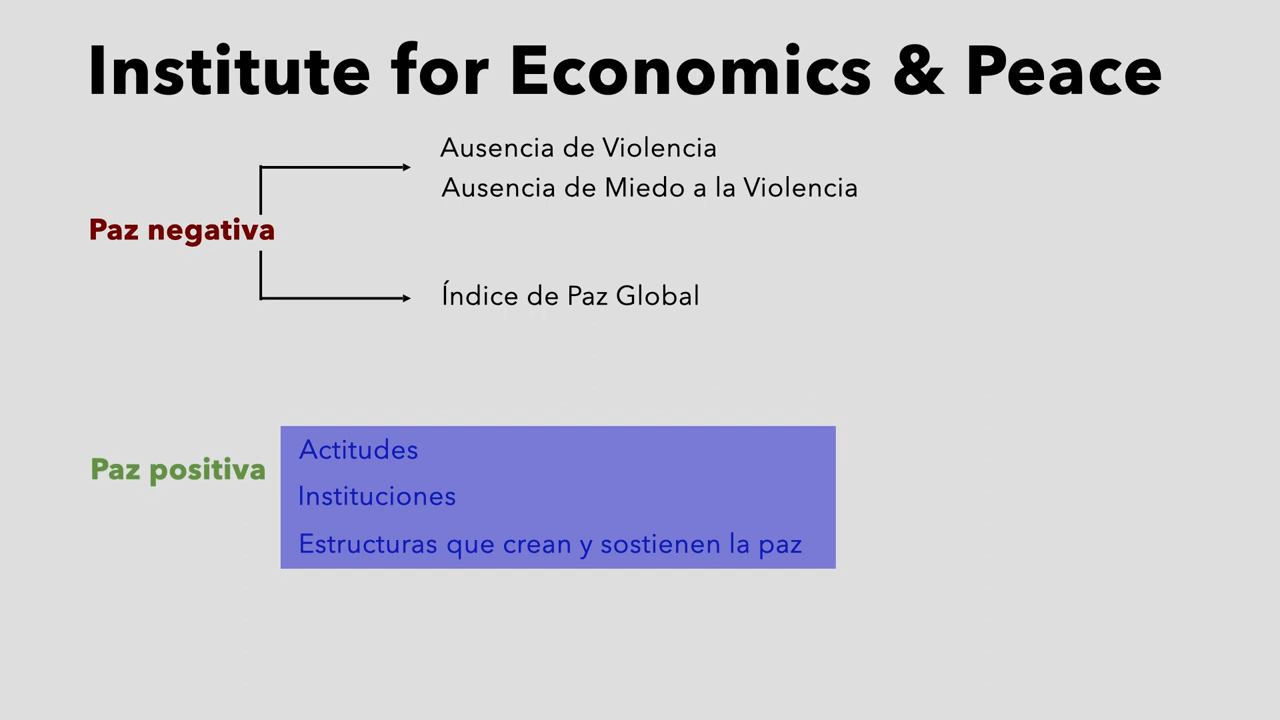 Institute for Economics & Peace
Ausencia de Violencia
Ausencia de Miedo a la Violencia
Paz negativa
Índice de Paz Global
Paz positiva
Actitudes
Instituciones
Estructuras que crean y sostienen la paz